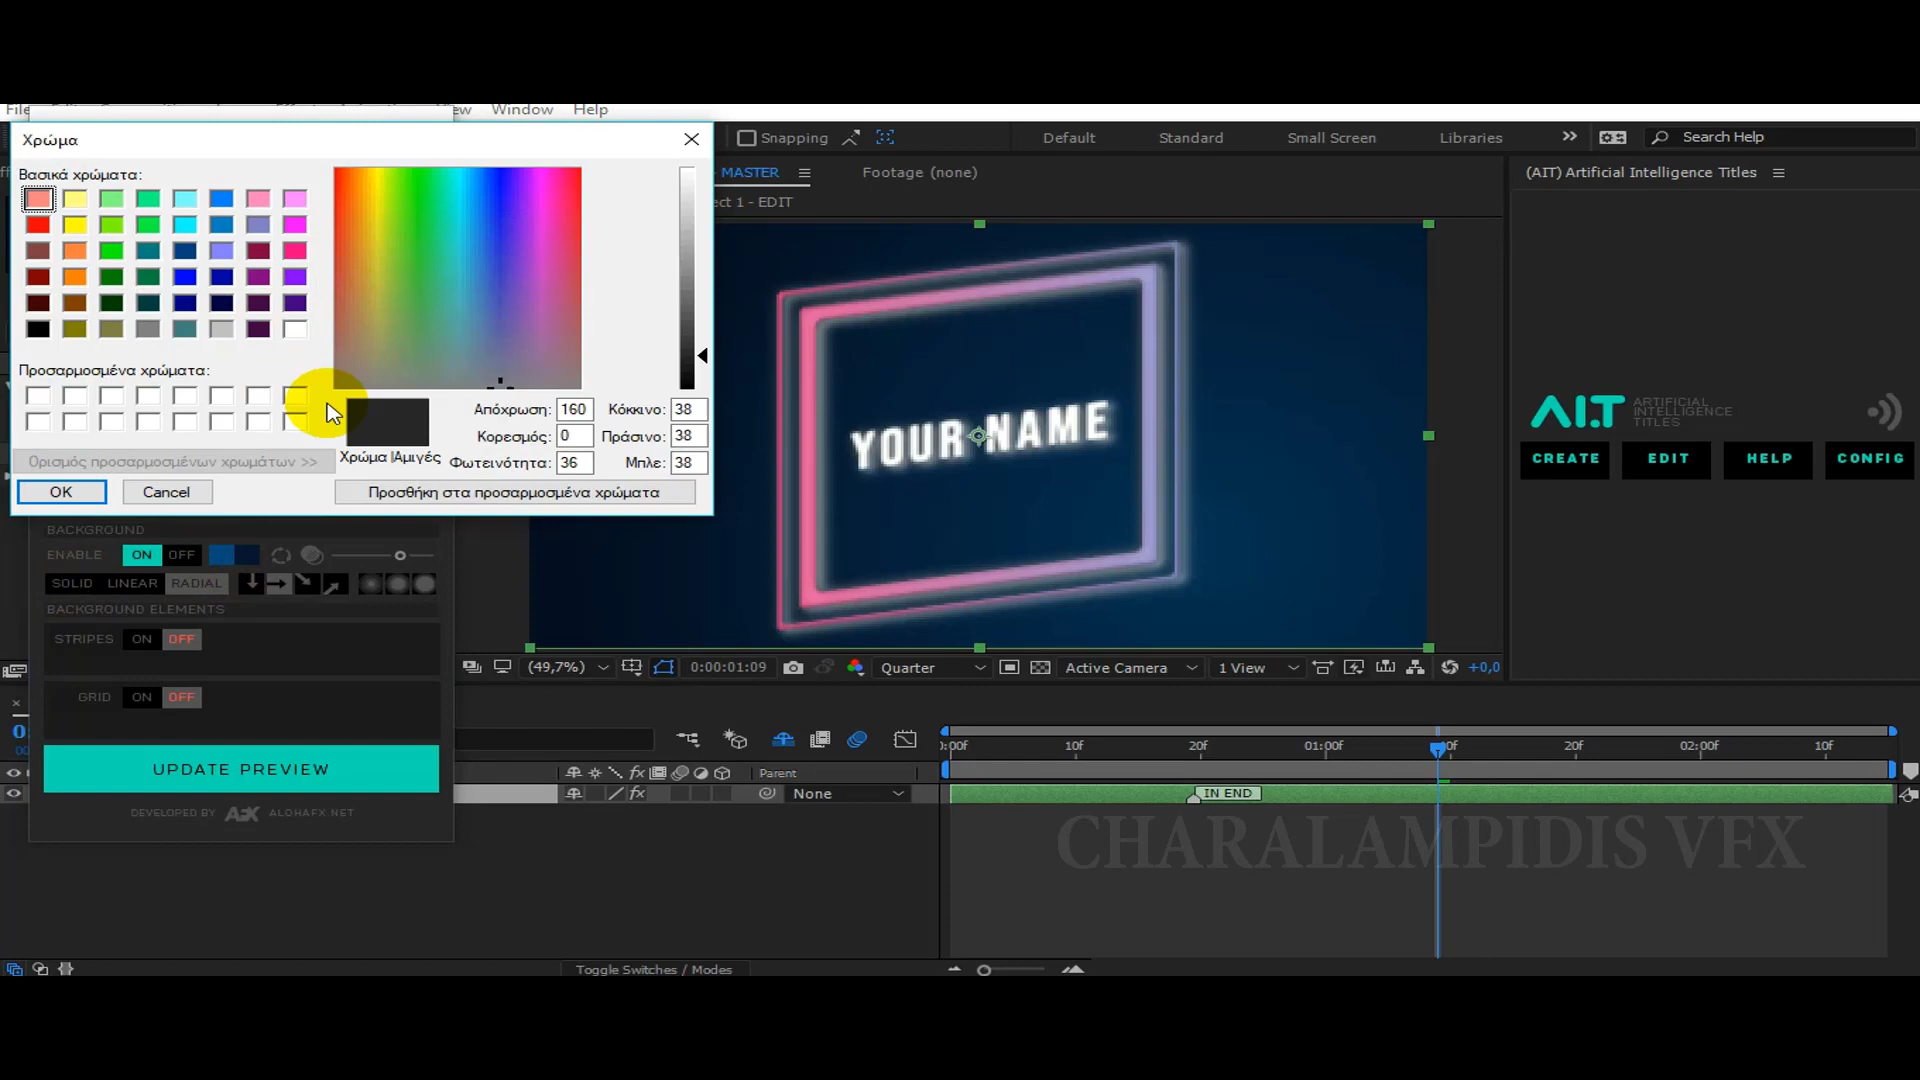 File
View
Window
Help
Χρώμα
Βασικά χρώματα:
Προσαρμοσμένα χρώματα:
Ορισμός προσαρμοσμένων χρωμάτων >>
OK
Cancel
Χρώμα |Αμιγές
Απόχρωση: 160
Κόκκινο: 38
Κορεσμός: 0
Πράσινο: 38
Φωτεινότητα: 36
Μπλε: 38
Προσθήκη στα προσαρμοσμένα χρώματα
Snapping
Default
Standard
Small Screen
Libraries
Search Help
MASTER
Footage (none)
ect 1 - EDIT
(AIT) Artificial Intelligence Titles
YOUR NAME
A.I.T ARTIFICIAL
INTELLIGENCE
TITLES
CREATE
EDIT
HELP
CONFIG
BACKGROUND
ENABLE ON OFF
SOLID LINEAR RADIAL
BACKGROUND ELEMENTS
STRIPES ON OFF
GRID ON OFF
UPDATE PREVIEW
DEVELOPED BY AFX ALOHAFX.NET
(49,7%)
0:00:01:09
Quarter
Active Camera
1 View
+0,0
:00f
10f
20f
01:00f
10f
20f
02:00f
10f
Parent
None
IN END
CHARALAMPIDIS VFX
Toggle Switches / Modes